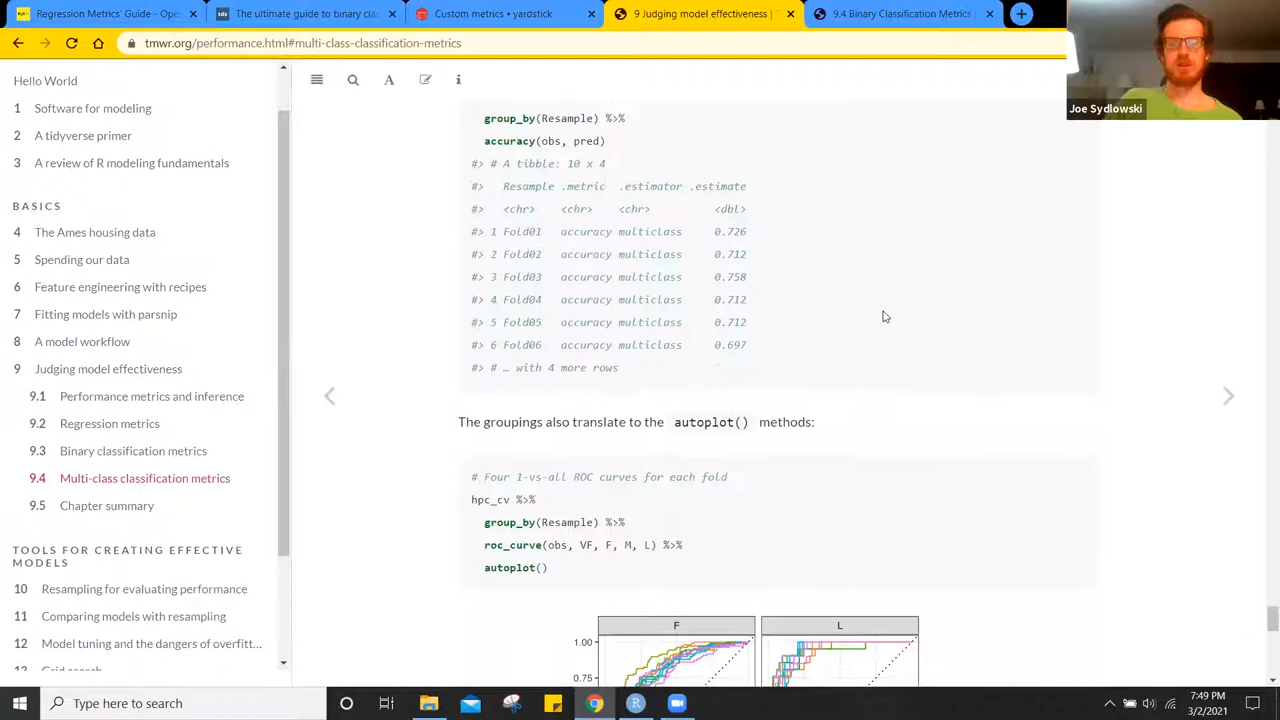 Regression Metrics Guide - Ope
The ultimate guide to binary clas
Custom metrics • yardstick
9 Judging model effectiveness | T
9.4 Binary Classification Metrics |
tmwr.org/performance.html#multi-class-classification-metrics
Joe Sydlowski
Hello World
1 Software for modeling
2 A tidyverse primer
3 A review of R modeling fundamentals
BASICS
4 The Ames housing data
5 Spending our data
6 Feature engineering with recipes
7 Fitting models with parsnip
8 A model workflow
9 Judging model effectiveness
9.1 Performance metrics and inference
9.2 Regression metrics
9.3 Binary classification metrics
9.4 Multi-class classification metrics
9.5 Chapter summary
TOOLS FOR CREATING EFFECTIVE
MODELS
10 Resampling for evaluating performance
11 Comparing models with resampling
12 Model tuning and the dangers of overfitt...
13 Grid search
group_by(Resample) %>%
accuracy(obs, pred)
#> # A tibble: 10 x 4
#> Resample .metric .estimator .estimate
#> <chr> <chr> <chr> <dbl>
#> 1 Fold01 accuracy multiclass 0.726
#> 2 Fold02 accuracy multiclass 0.712
#> 3 Fold03 accuracy multiclass 0.758
#> 4 Fold04 accuracy multiclass 0.712
#> 5 Fold05 accuracy multiclass 0.712
#> 6 Fold06 accuracy multiclass 0.697
#> # … with 4 more rows
The groupings also translate to the autoplot() methods:
# Four 1-vs-all ROC curves for each fold
hpc_cv %>%
group_by(Resample) %>%
roc_curve(obs, VF, F, M, L) %>%
autoplot()
F L
1.00
0.75
Type here to search
7:49 PM
3/2/2021